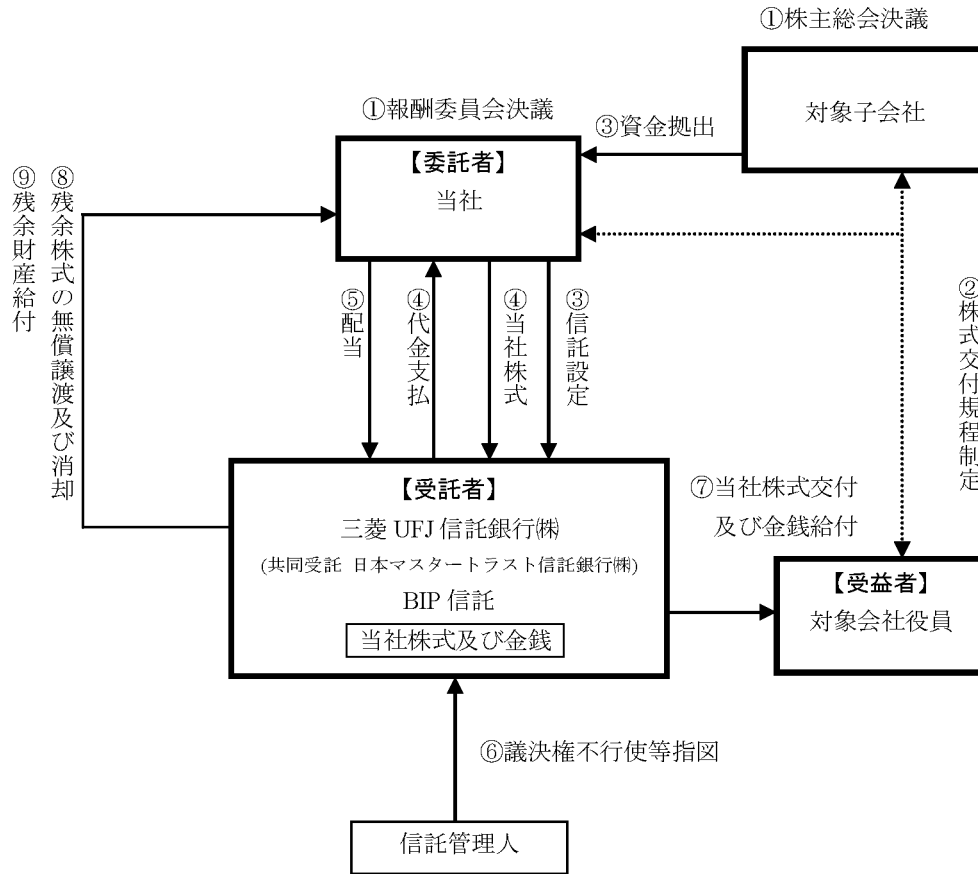 ①株主総会決議
対象子会社
①報酬委員会決議
③資金拠出
【委託者】
当社
⑨残余財産給付
⑧残余株式の無償譲渡及び消却
⑤配当
④代金支払
④当社株式
③信託設定
②株式交付規程制定
【受託者】
三菱 UFJ 信託銀行㈱
(共同受託 日本マスタートラスト信託銀行㈱)
BIP 信託
当社株式及び金銭
⑦当社株式交付
及び金銭給付
【受益者】
対象会社役員
⑥議決権不行使等指図
信託管理人